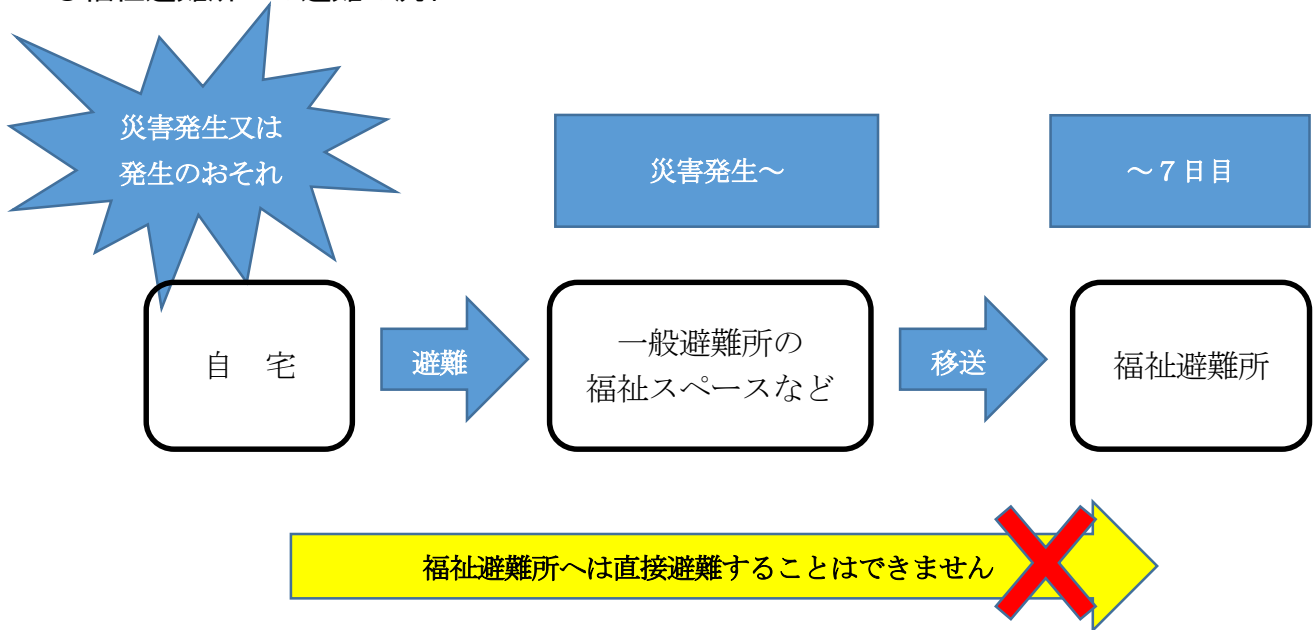 災害発生又は
発生のおそれ
災害発生~
~7日目
自 宅
避難
一般避難所の
福祉スペースなど
移送
福祉避難所
福祉避難所へは直接避難することはできません